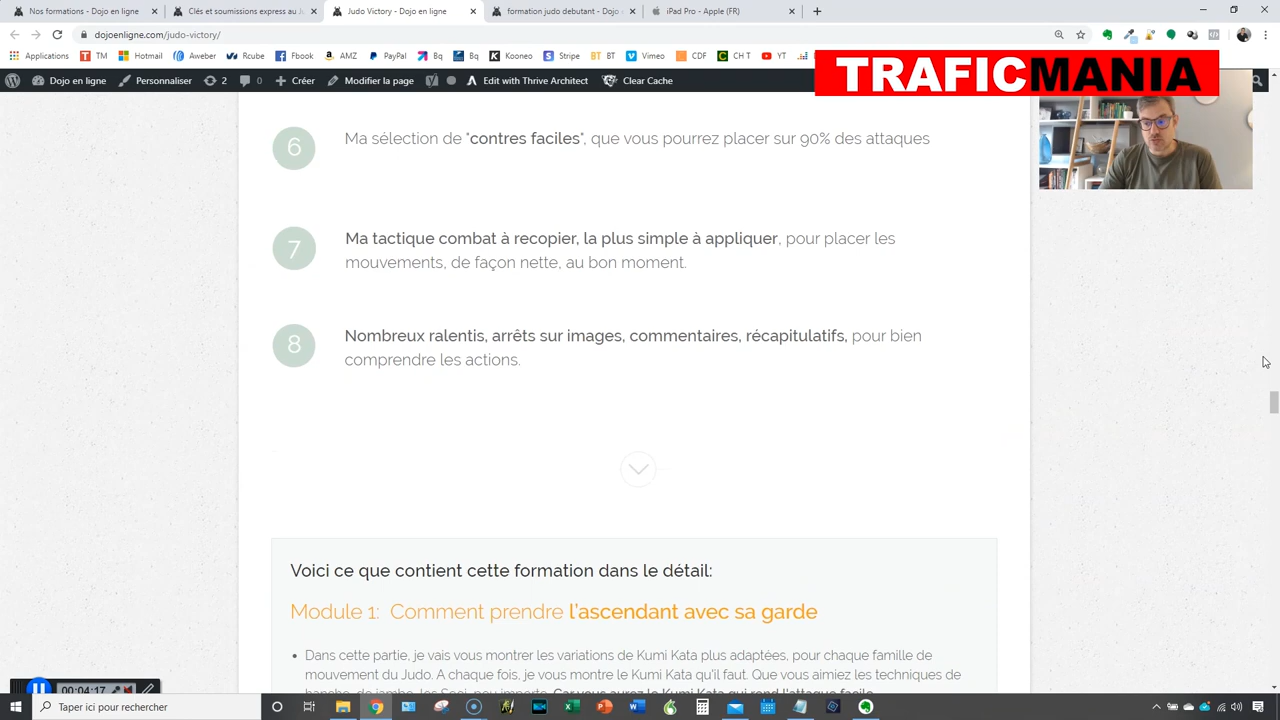 Nos formations - Dojo en ligne
Clés et soumissions express au J
Judo Victory - Dojo en ligne
formation judo debutant - Dojo
iPad Pro - Apple (FR)
dojoenligne.com/judo-victory/
Applications TM Hotmail Aweber Rcube Fbook AMZ PayPal Bq Bq Kooneo Stripe BT BT Vimeo CDF CH T YT
Dojo en ligne Personnaliser 2 0 Créer Modifier la page Edit with Thrive Architect Clear Cache
TRAFICMANIA
6 Ma sélection de "contres faciles", que vous pourrez placer sur 90% des attaques
7 Ma tactique combat à recopier, la plus simple à appliquer, pour placer les
mouvements, de façon nette, au bon moment.
8 Nombreux ralentis, arrêts sur images, commentaires, récapitulatifs, pour bien
comprendre les actions.
Voici ce que contient cette formation dans le détail:
Module 1: Comment prendre l'ascendant avec sa garde
• Dans cette partie, je vais vous montrer les variations de Kumi Kata plus adaptées, pour chaque famille de
mouvement du Judo. A chaque fois, je vous montre le Kumi Kata qu'il faut. Que vous aimiez les techniques de
00:04:17
Taper ici pour rechercher